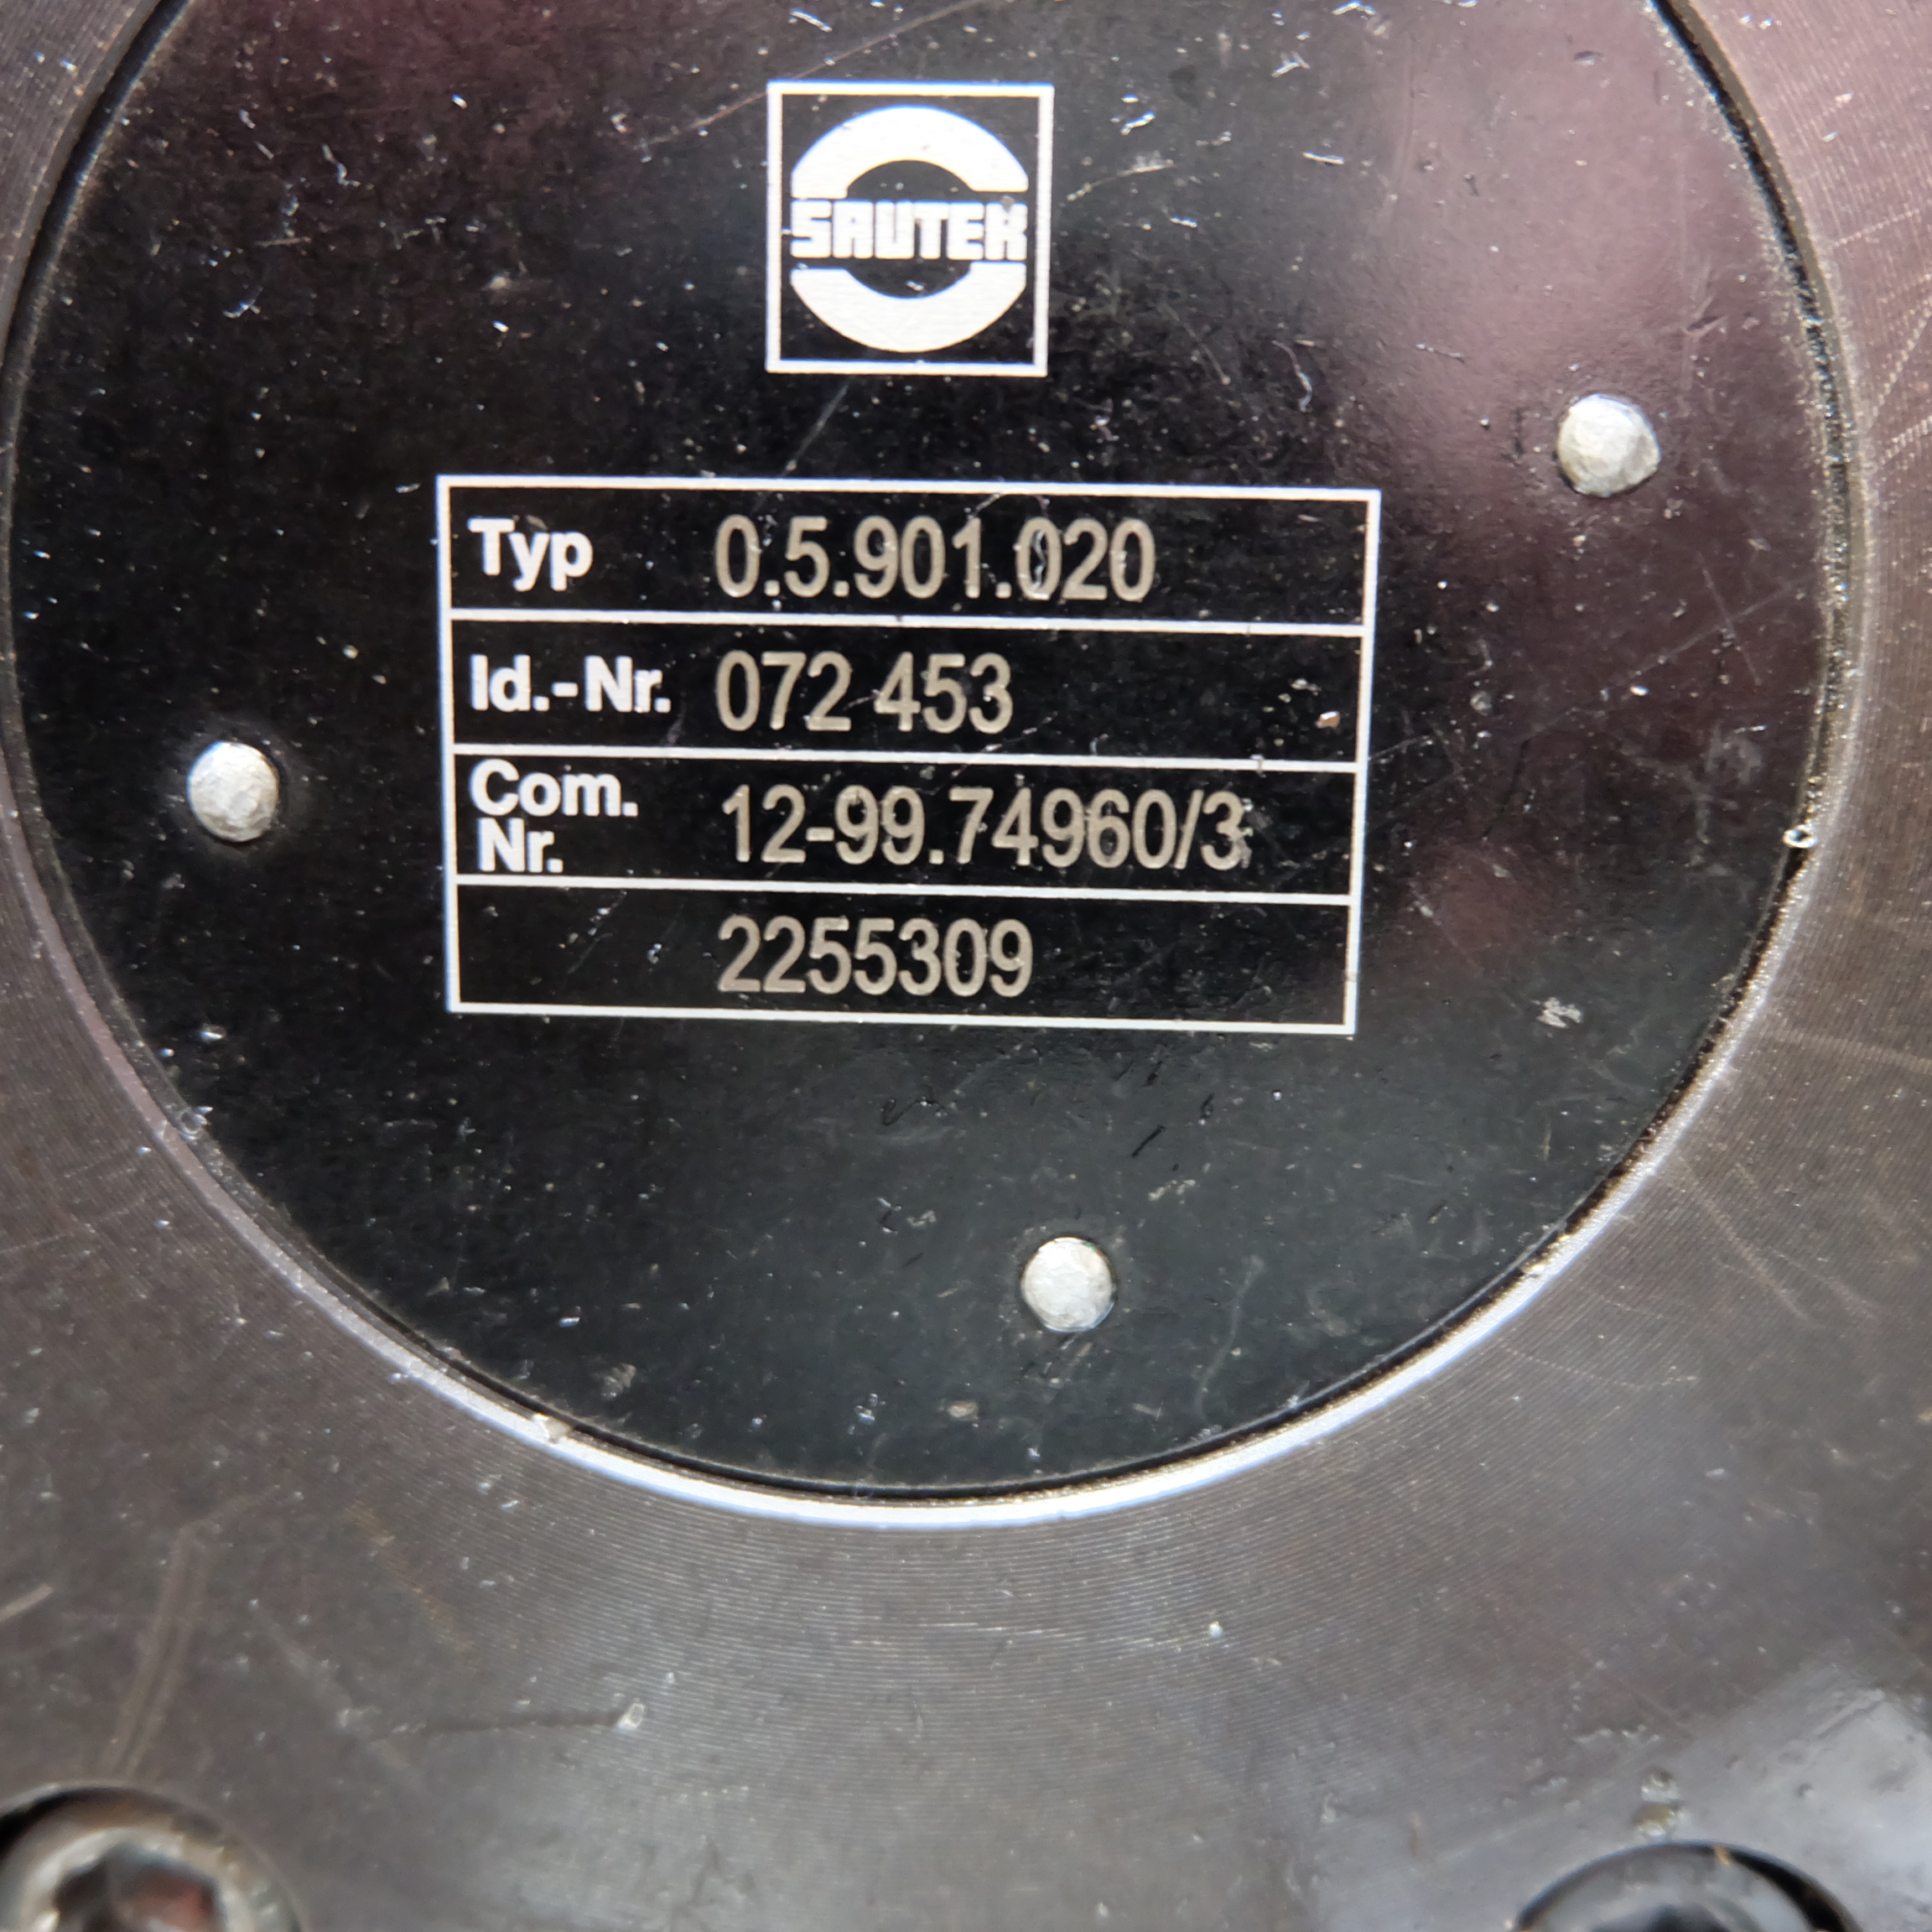 SAUTER
Typ 0.5.901.020
Id.-Nr. 072 453
Com. Nr. 12-99.74960/3
2255309